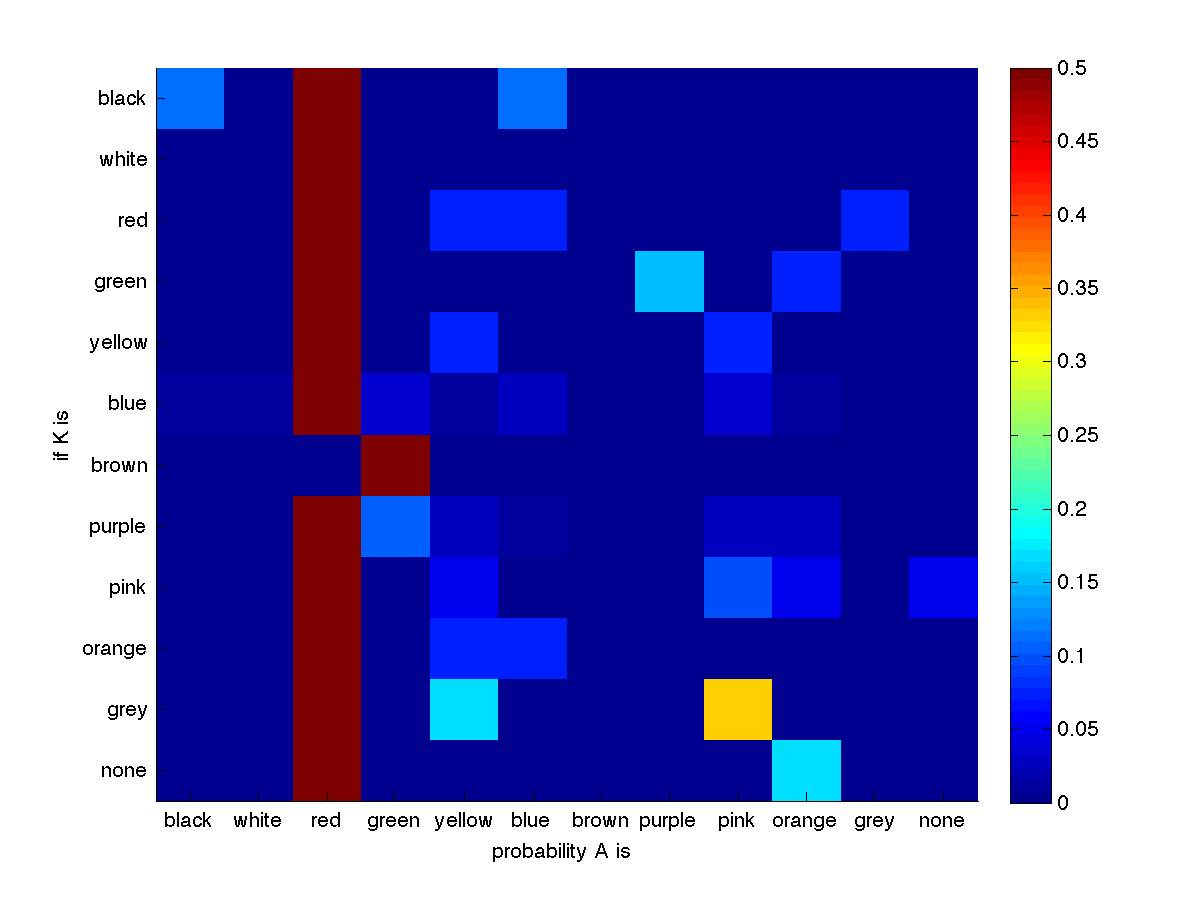 black
white
red
green
yellow
blue
brown
purple
pink
orange
grey
none
if K is
black white red green yellow blue brown purple pink orange grey none
probability A is
0.5
0.45
0.4
0.35
0.3
0.25
0.2
0.15
0.1
0.05
0